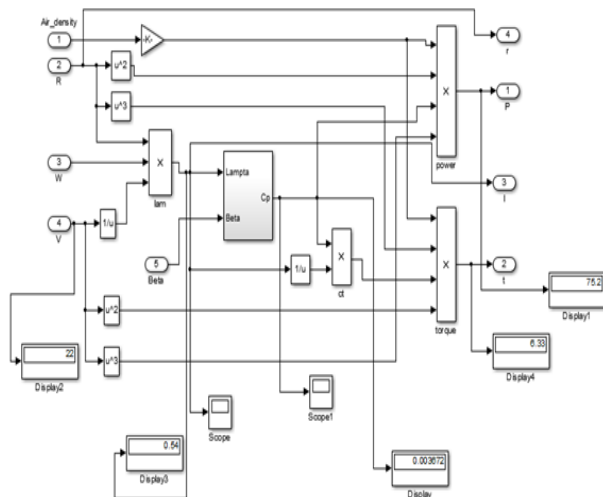 Air_density
1
-K-
4
r
2
R
u^2
1
P
X
power
u^3
3
W
X
lam
Lampta
Cp
Beta
3
I
4
V
1/u
5
Beta
1/u
X
ct
X
torque
2
t
75.2
Display1
u^2
6.33
Display4
22
Display2
u^3
Scope
Scope1
0.54
Display3
0.003672
Display